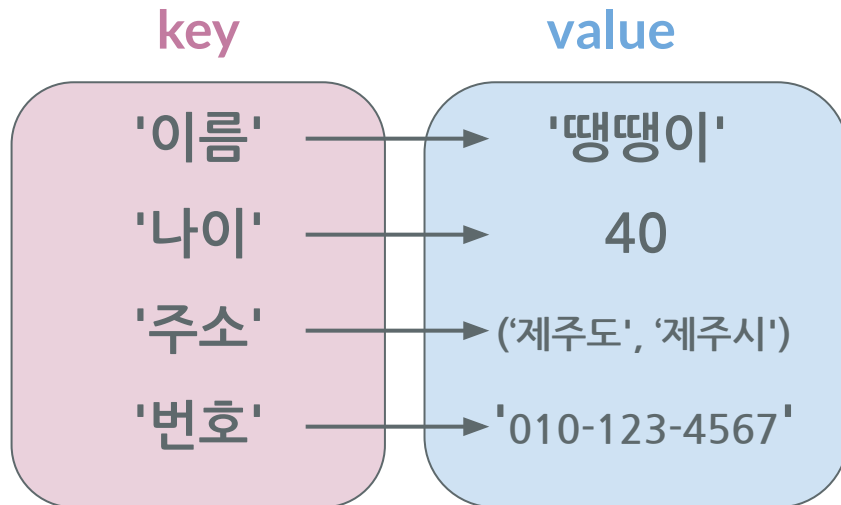 key value
'이름' '땡땡이'
'나이' 40
'주소' (‘제주도', ‘제주시')
'번호' '010-123-4567'